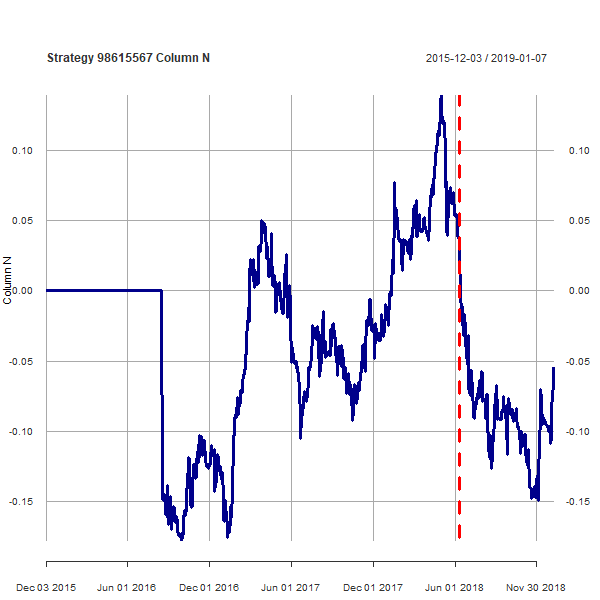 Strategy 98615567 Column N
2015-12-03 / 2019-01-07
0.10 0.10
0.05 0.05
0.00 0.00
Column N
-0.05 -0.05
-0.10 -0.10
-0.15 -0.15
Dec 03 2015 Jun 01 2016 Dec 01 2016 Jun 01 2017 Dec 01 2017 Jun 01 2018 Nov 30 2018